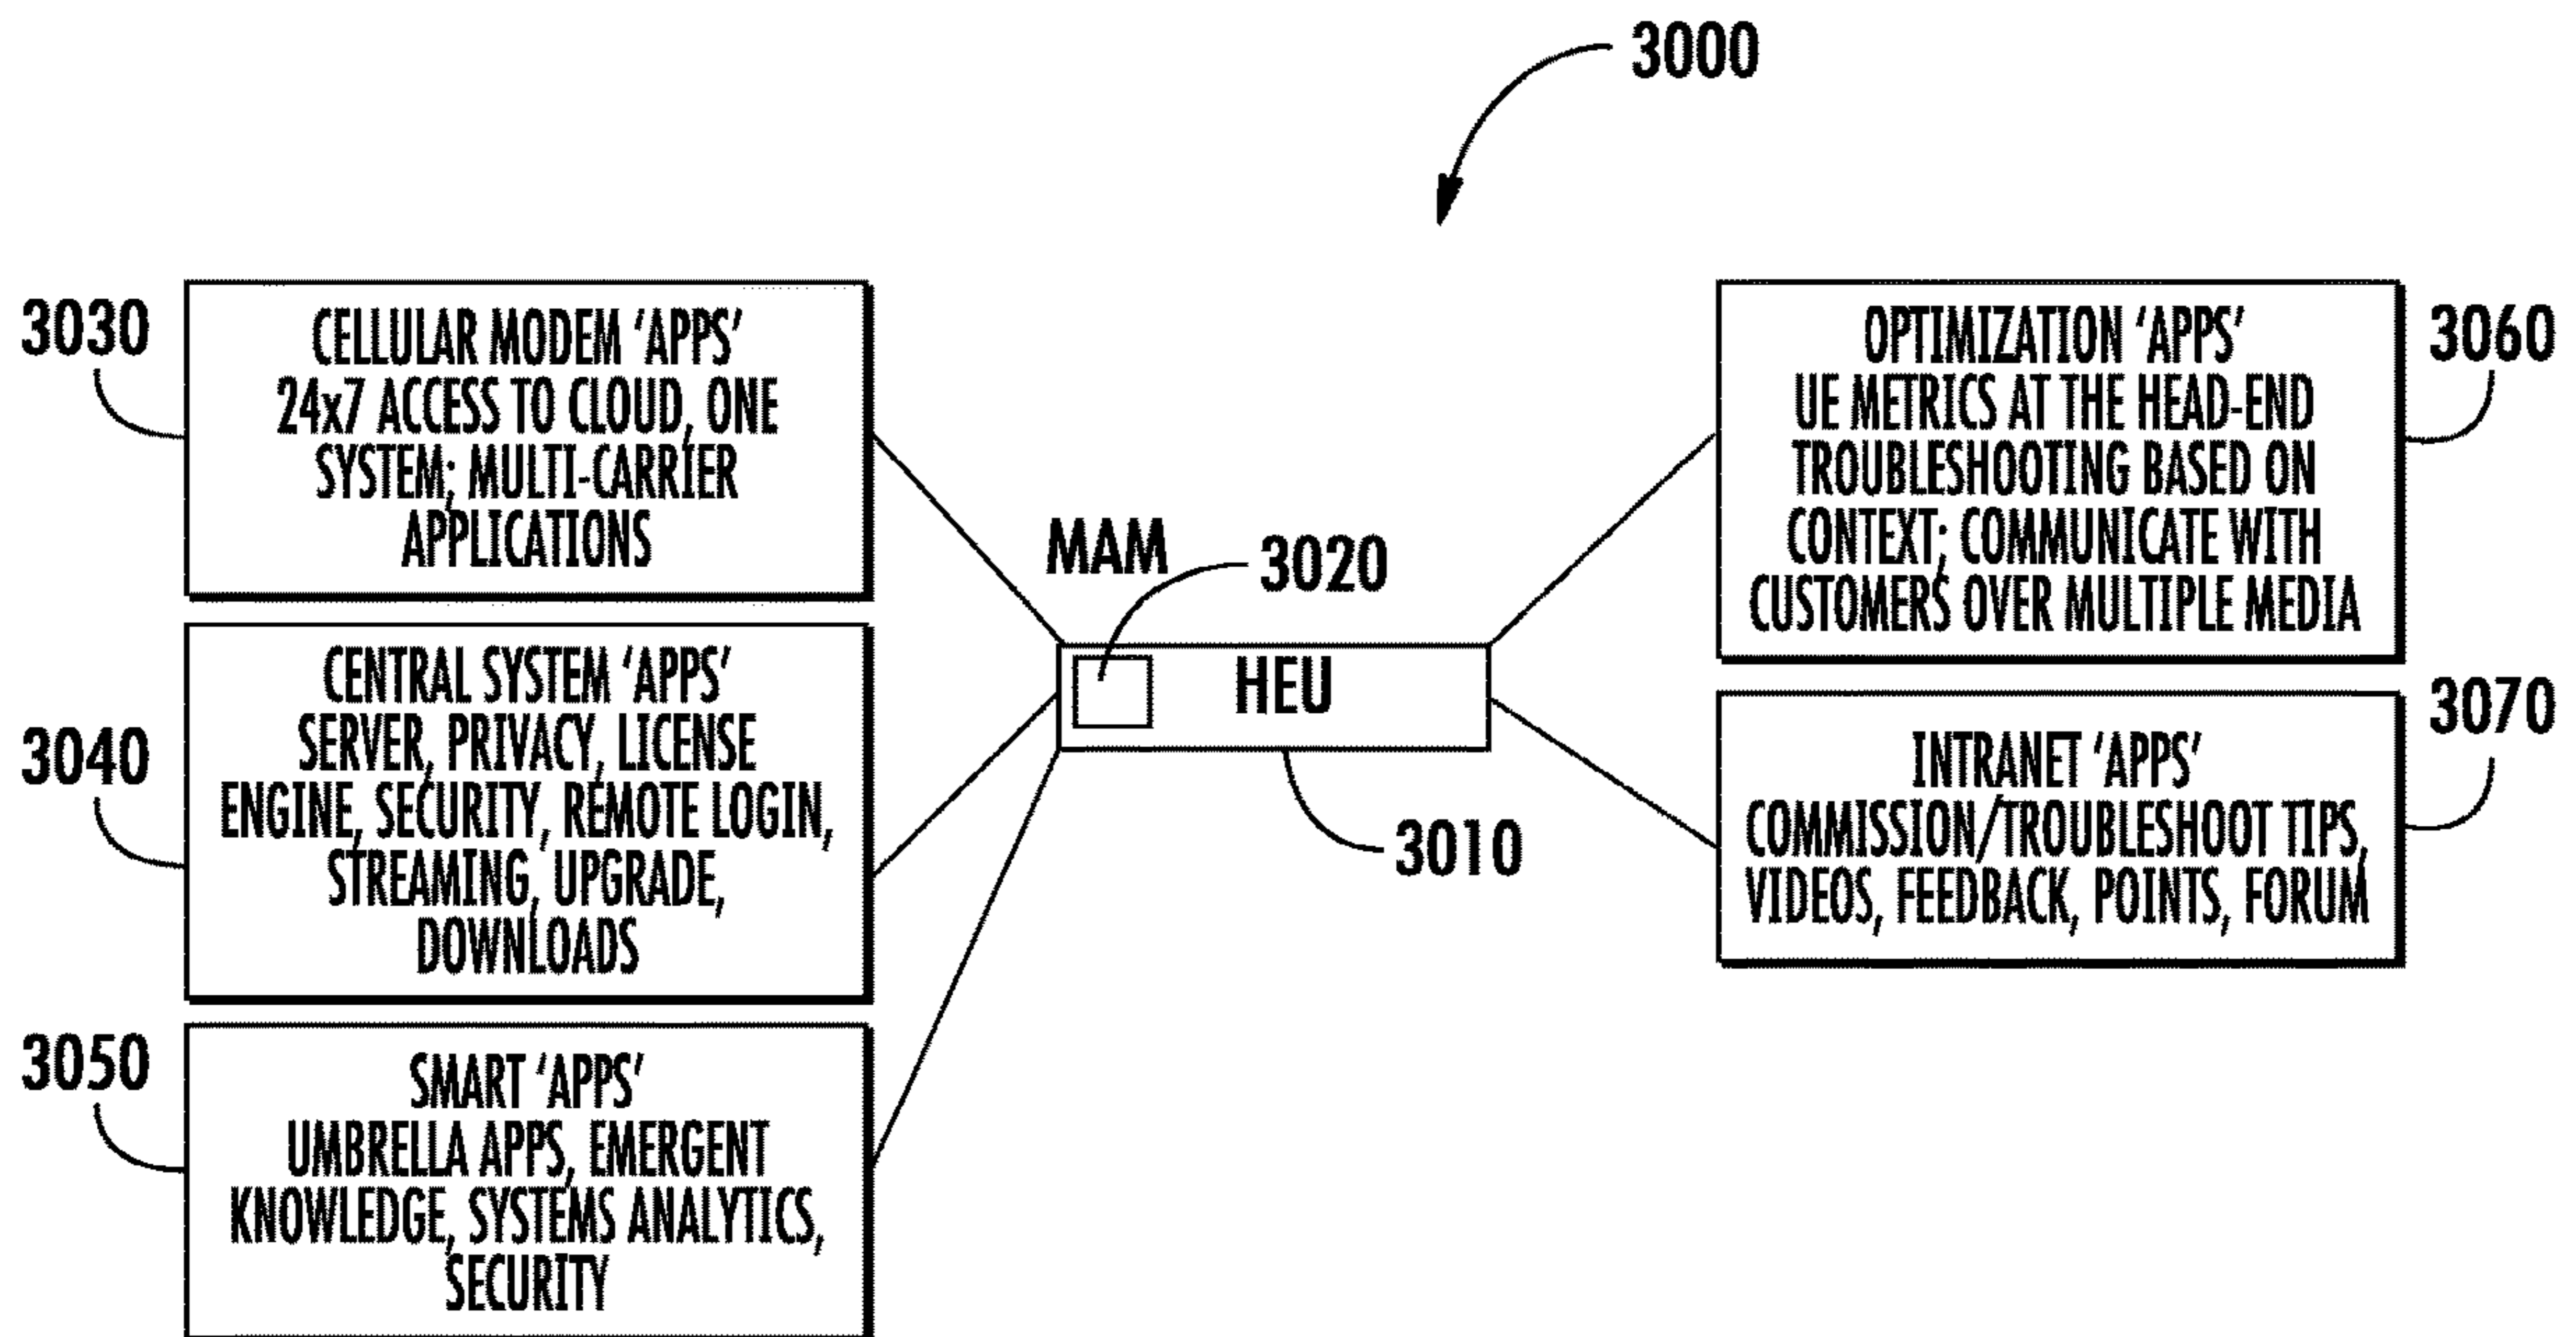 3000
3030
CELLULAR MODEM 'APPS'
24x7 ACCESS TO CLOUD, ONE
SYSTEM; MULTI-CARRIER
APPLICATIONS
3040
CENTRAL SYSTEM 'APPS'
SERVER, PRIVACY, LICENSE
ENGINE, SECURITY, REMOTE LOGIN,
STREAMING, UPGRADE,
DOWNLOADS
3050
SMART 'APPS'
UMBRELLA APPS, EMERGENT
KNOWLEDGE, SYSTEMS ANALYTICS,
SECURITY
MAM
3020
HEU
3010
OPTIMIZATION 'APPS'
UE METRICS AT THE HEAD-END
TROUBLESHOOTING BASED ON
CONTEXT; COMMUNICATE WITH
CUSTOMERS OVER MULTIPLE MEDIA
3060
INTRANET 'APPS'
COMMISSION/TROUBLESHOOT TIPS,
VIDEOS, FEEDBACK, POINTS, FORUM
3070